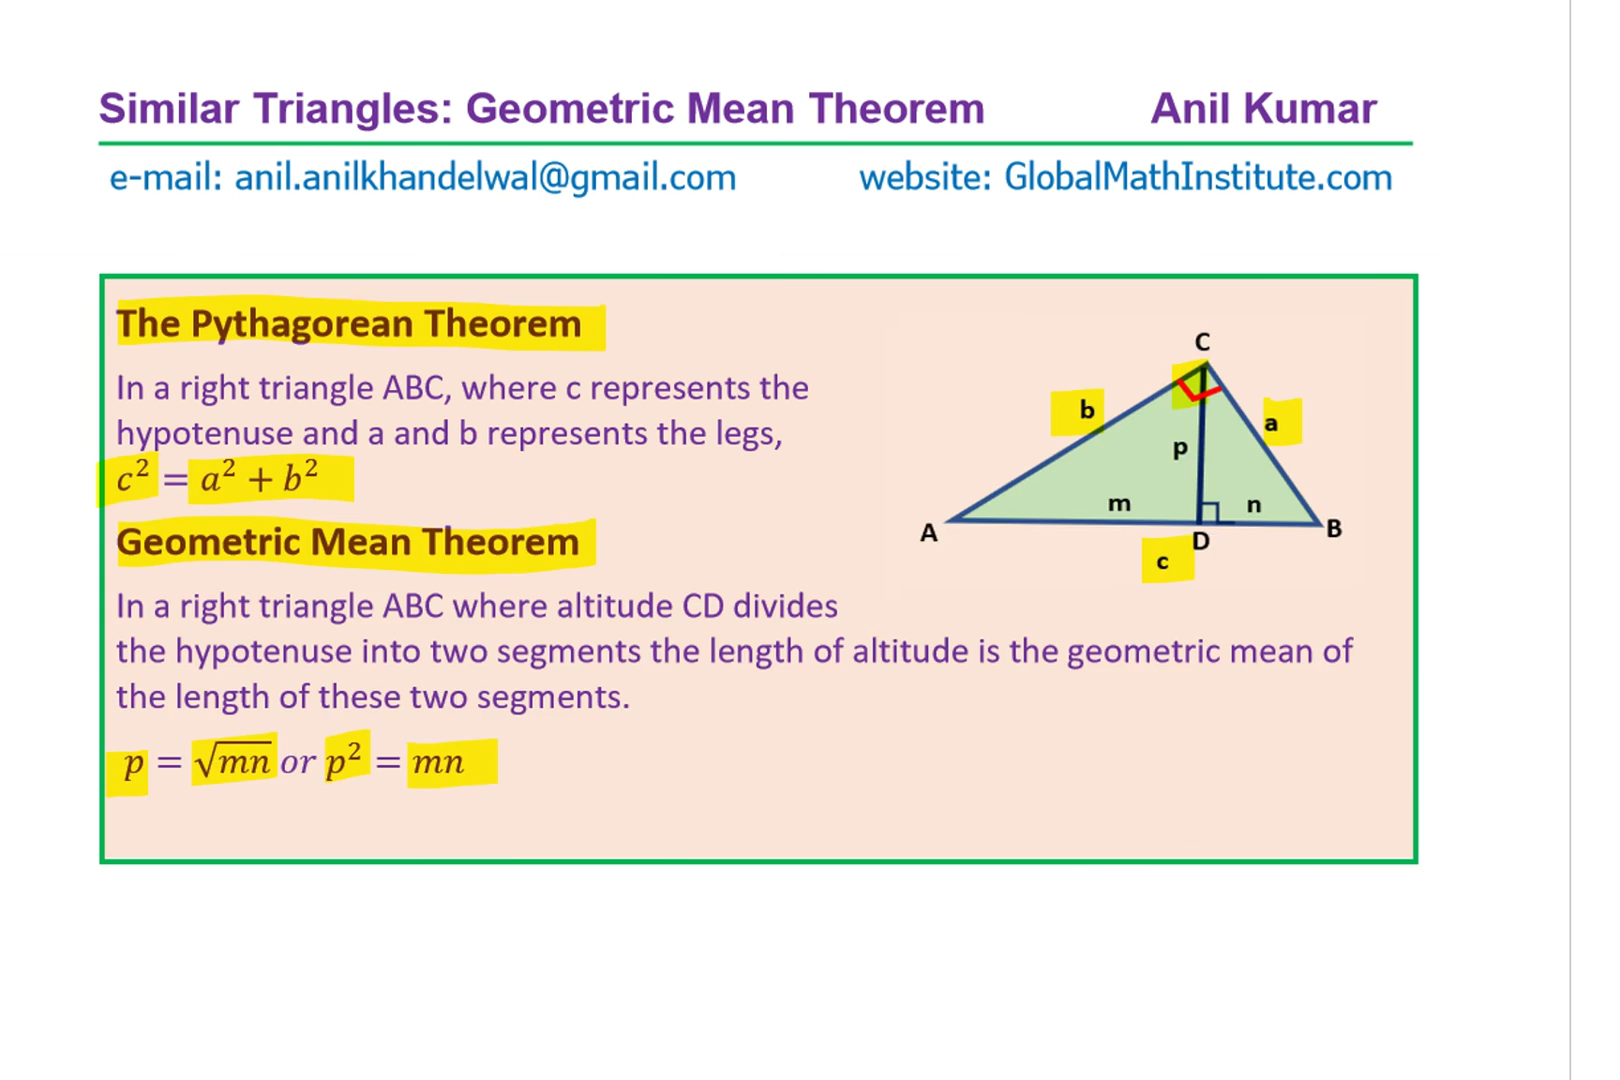 Similar Triangles: Geometric Mean Theorem Anil Kumar
e-mail: anil.anilkhandelwal@gmail.com website: GlobalMathInstitute.com
The Pythagorean Theorem
In a right triangle ABC, where c represents the
hypotenuse and a and b represents the legs,
c² = a² + b²
Geometric Mean Theorem
In a right triangle ABC where altitude CD divides
the hypotenuse into two segments the length of altitude is the geometric mean of
the length of these two segments.
p = √mn or p² = mn
C
b
a
p
m
n
A
D
B
c